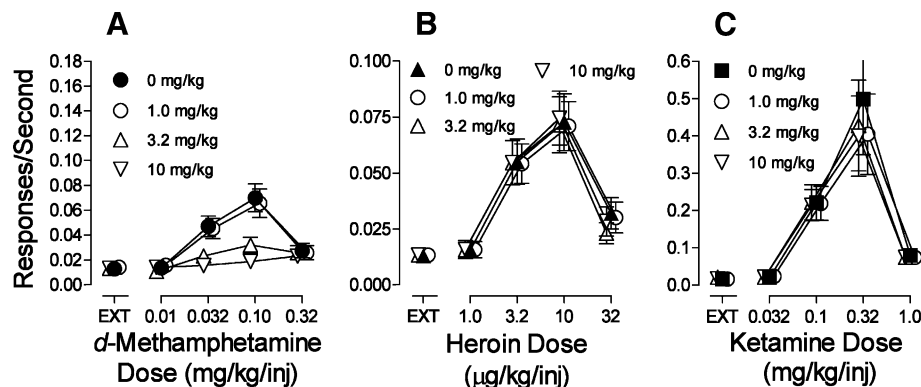 A
B
C
Responses/Second
0.18
0.16
0.14
0.12
0.10
0.08
0.06
0.04
0.02
0.00
0 mg/kg
1.0 mg/kg
3.2 mg/kg
10 mg/kg
EXT
0.01
0.032
0.10
0.32
d-Methamphetamine
Dose (mg/kg/inj)
0.100
0.075
0.050
0.025
0.000
0 mg/kg
10 mg/kg
1.0 mg/kg
3.2 mg/kg
EXT
1.0
3.2
10
32
Heroin Dose
(μg/kg/inj)
0.6
0.5
0.4
0.3
0.2
0.1
0.0
0 mg/kg
1.0 mg/kg
3.2 mg/kg
10 mg/kg
EXT
0.032
0.1
0.32
1.0
Ketamine Dose
(mg/kg/inj)